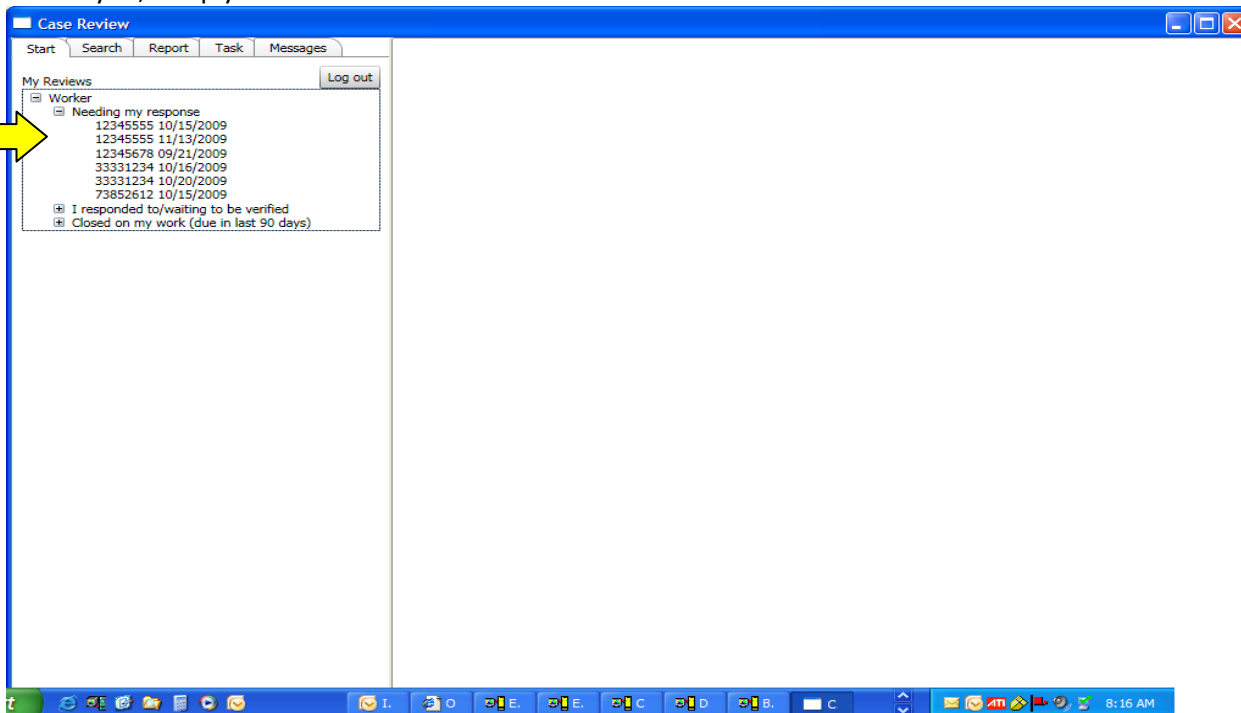 Case Review
Start Search Report Task Messages
My Reviews Log out
Worker
Needing my response
12345555 10/15/2009
12345555 11/13/2009
12345678 09/21/2009
33331234 10/16/2009
33331234 10/20/2009
73852612 10/15/2009
I responded to/waiting to be verified
Closed on my work (due in last 90 days)
I. O E. E. C D B. C ATI 8:16 AM